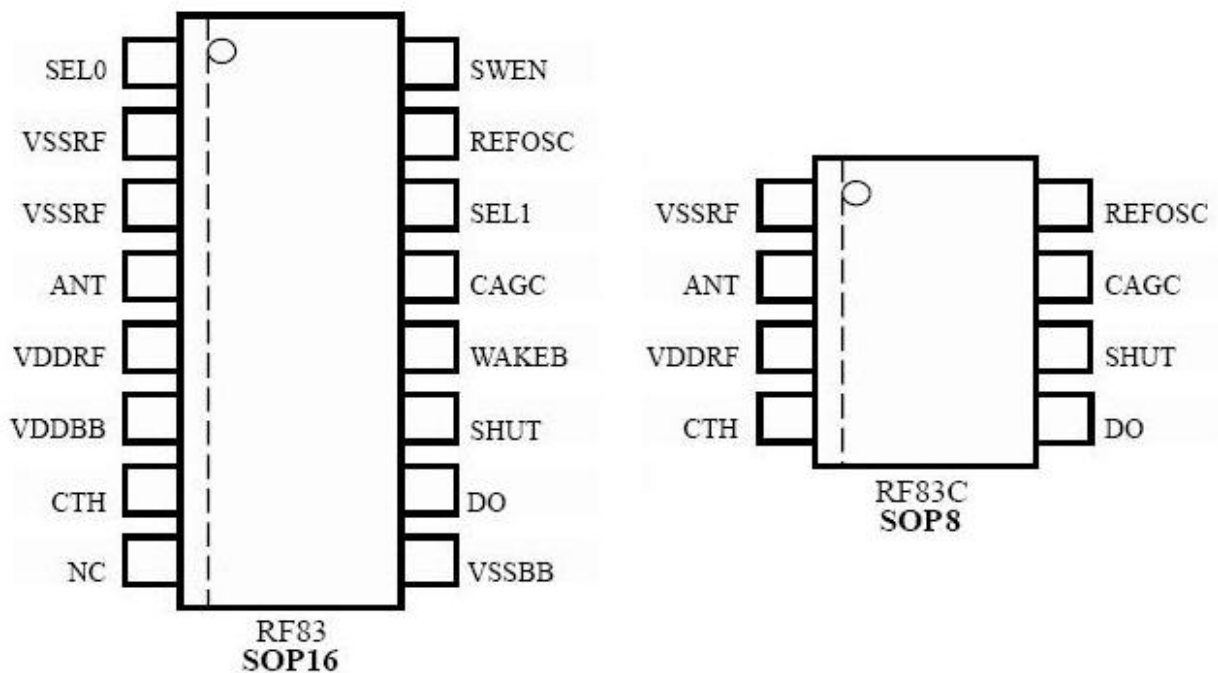 SEL0
VSSRF
VSSRF
ANT
VDDRF
VDDBB
CTH
NC
SWEN
REFOSC
SEL1
CAGC
WAKEB
SHUT
DO
VSSBB
RF83
SOP16
VSSRF
ANT
VDDRF
CTH
REFOSC
CAGC
SHUT
DO
RF83C
SOP8